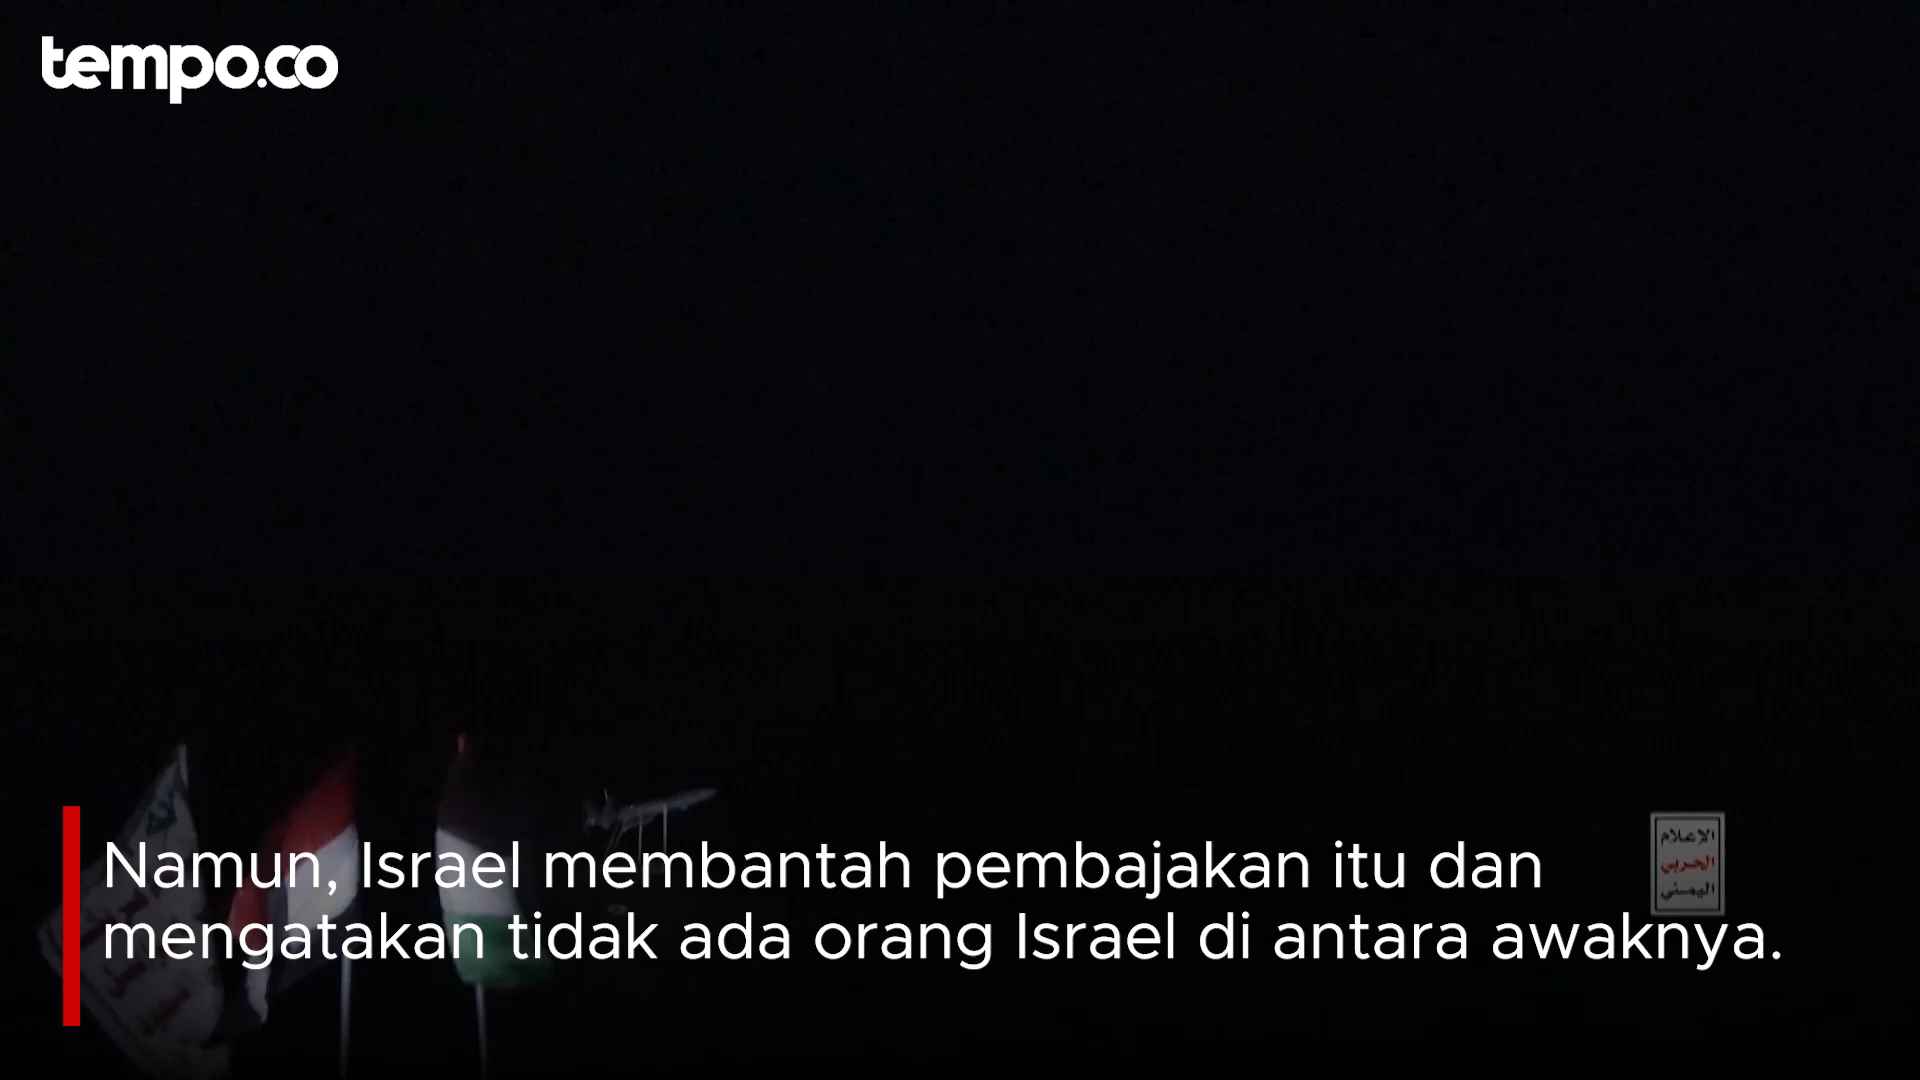 tempo.co
Namun, Israel membantah pembajakan itu dan
mengatakan tidak ada orang Israel di antara awaknya.
الإعلام
الحربي
اليمني